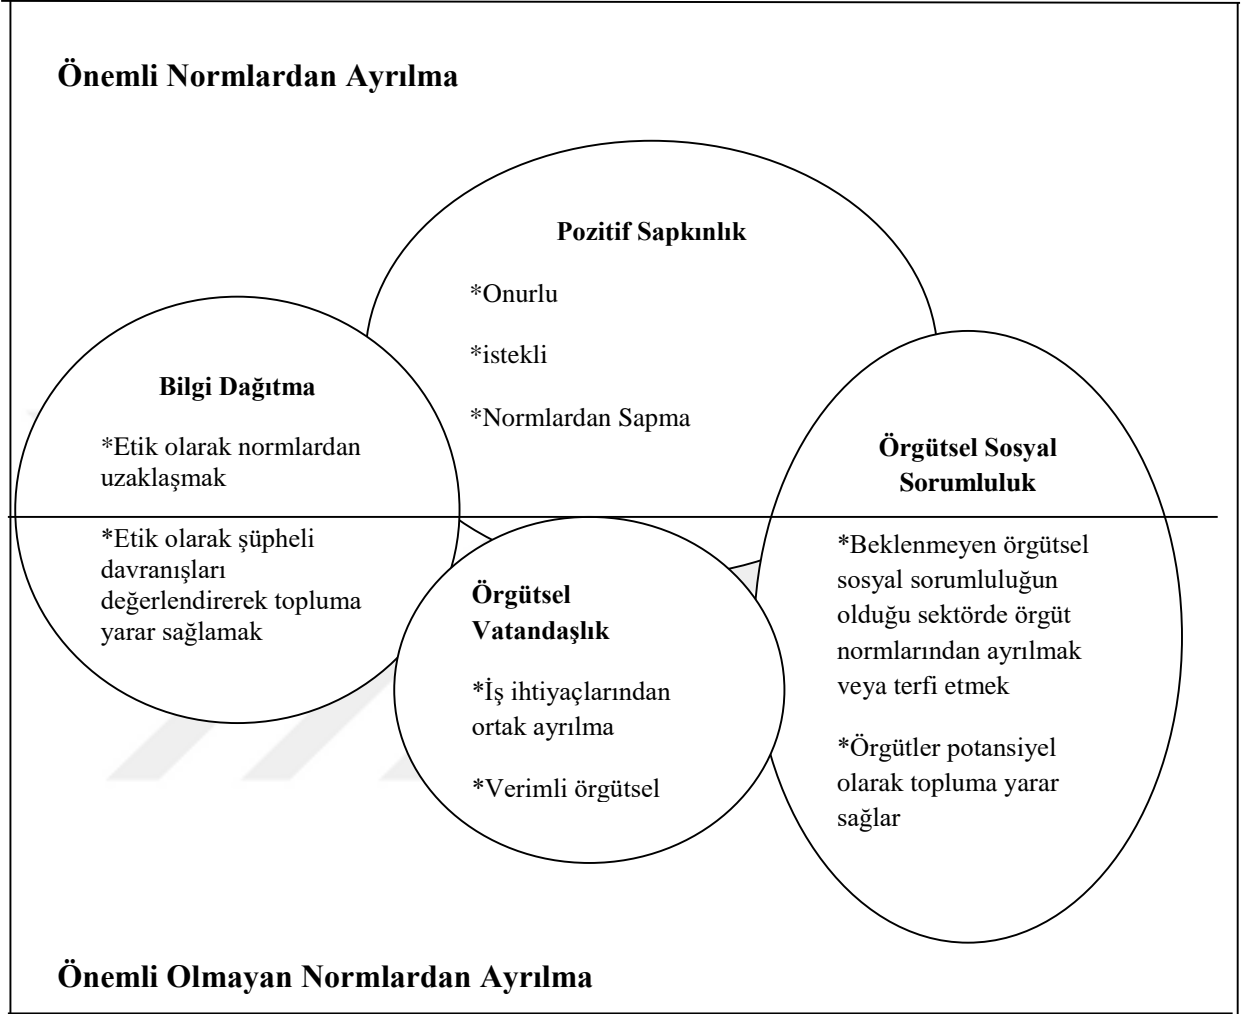 Önemli Normlardan Ayrılma
Pozitif Sapkınlık
*Onurlu
*istekli
*Normlardan Sapma
Bilgi Dağıtma
*Etik olarak normlardan
uzaklaşmak
*Etik olarak şüpheli
davranışları
değerlendirerek topluma
yarar sağlamak
Örgütsel
Vatandaşlık
*İş ihtiyaçlarından
ortak ayrılma
*Verimli örgütsel
Örgütsel Sosyal
Sorumluluk
*Beklenmeyen örgütsel
sosyal sorumluluğun
olduğu sektörde örgüt
normlarından ayrılmak
veya terfi etmek
*Örgütler potansiyel
olarak topluma yarar
sağlar
Önemli Olmayan Normlardan Ayrılma